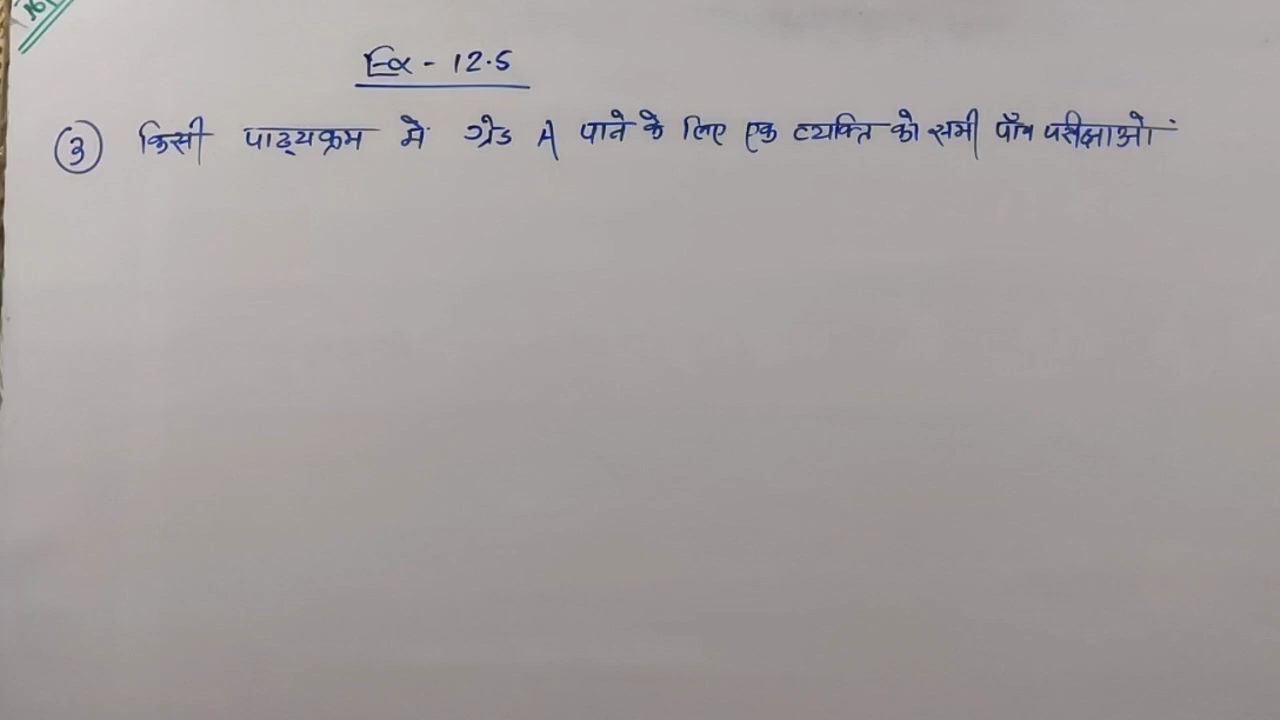 Ex - 12.5
③ किसी पाठ्यक्रम में ग्रेड A पाने के लिए एक व्यक्ति को सभी पाँच परीक्षाओं